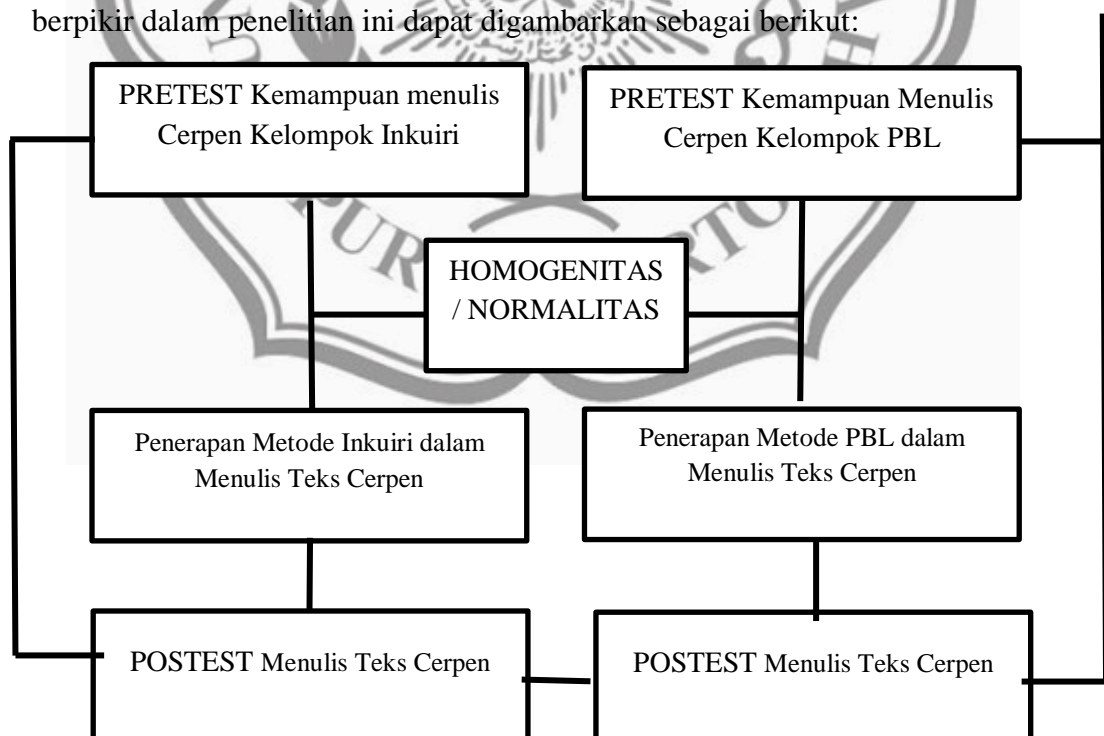 berpikir dalam penelitian ini dapat digambarkan sebagai berikut:
PRETEST Kemampuan menulis
Cerpen Kelompok Inkuiri
PRETEST Kemampuan Menulis
Cerpen Kelompok PBL
HOMOGENITAS
/ NORMALITAS
Penerapan Metode Inkuiri dalam
Menulis Teks Cerpen
Penerapan Metode PBL dalam
Menulis Teks Cerpen
POSTEST Menulis Teks Cerpen
POSTEST Menulis Teks Cerpen